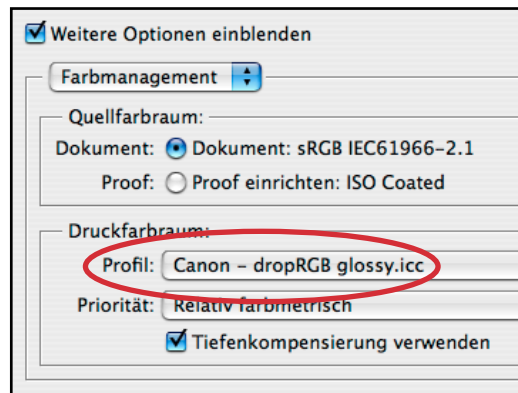 Weitere Optionen einblenden
Farbmanagement
Quellfarbraum:
Dokument: Dokument: sRGB IEC61966-2.1
Proof: Proof einrichten: ISO Coated
Druckfarbraum:
Profil: Canon - dropRGB glossy.icc
Priorität: Relativ farbmetrisch
Tiefenkompensierung verwenden